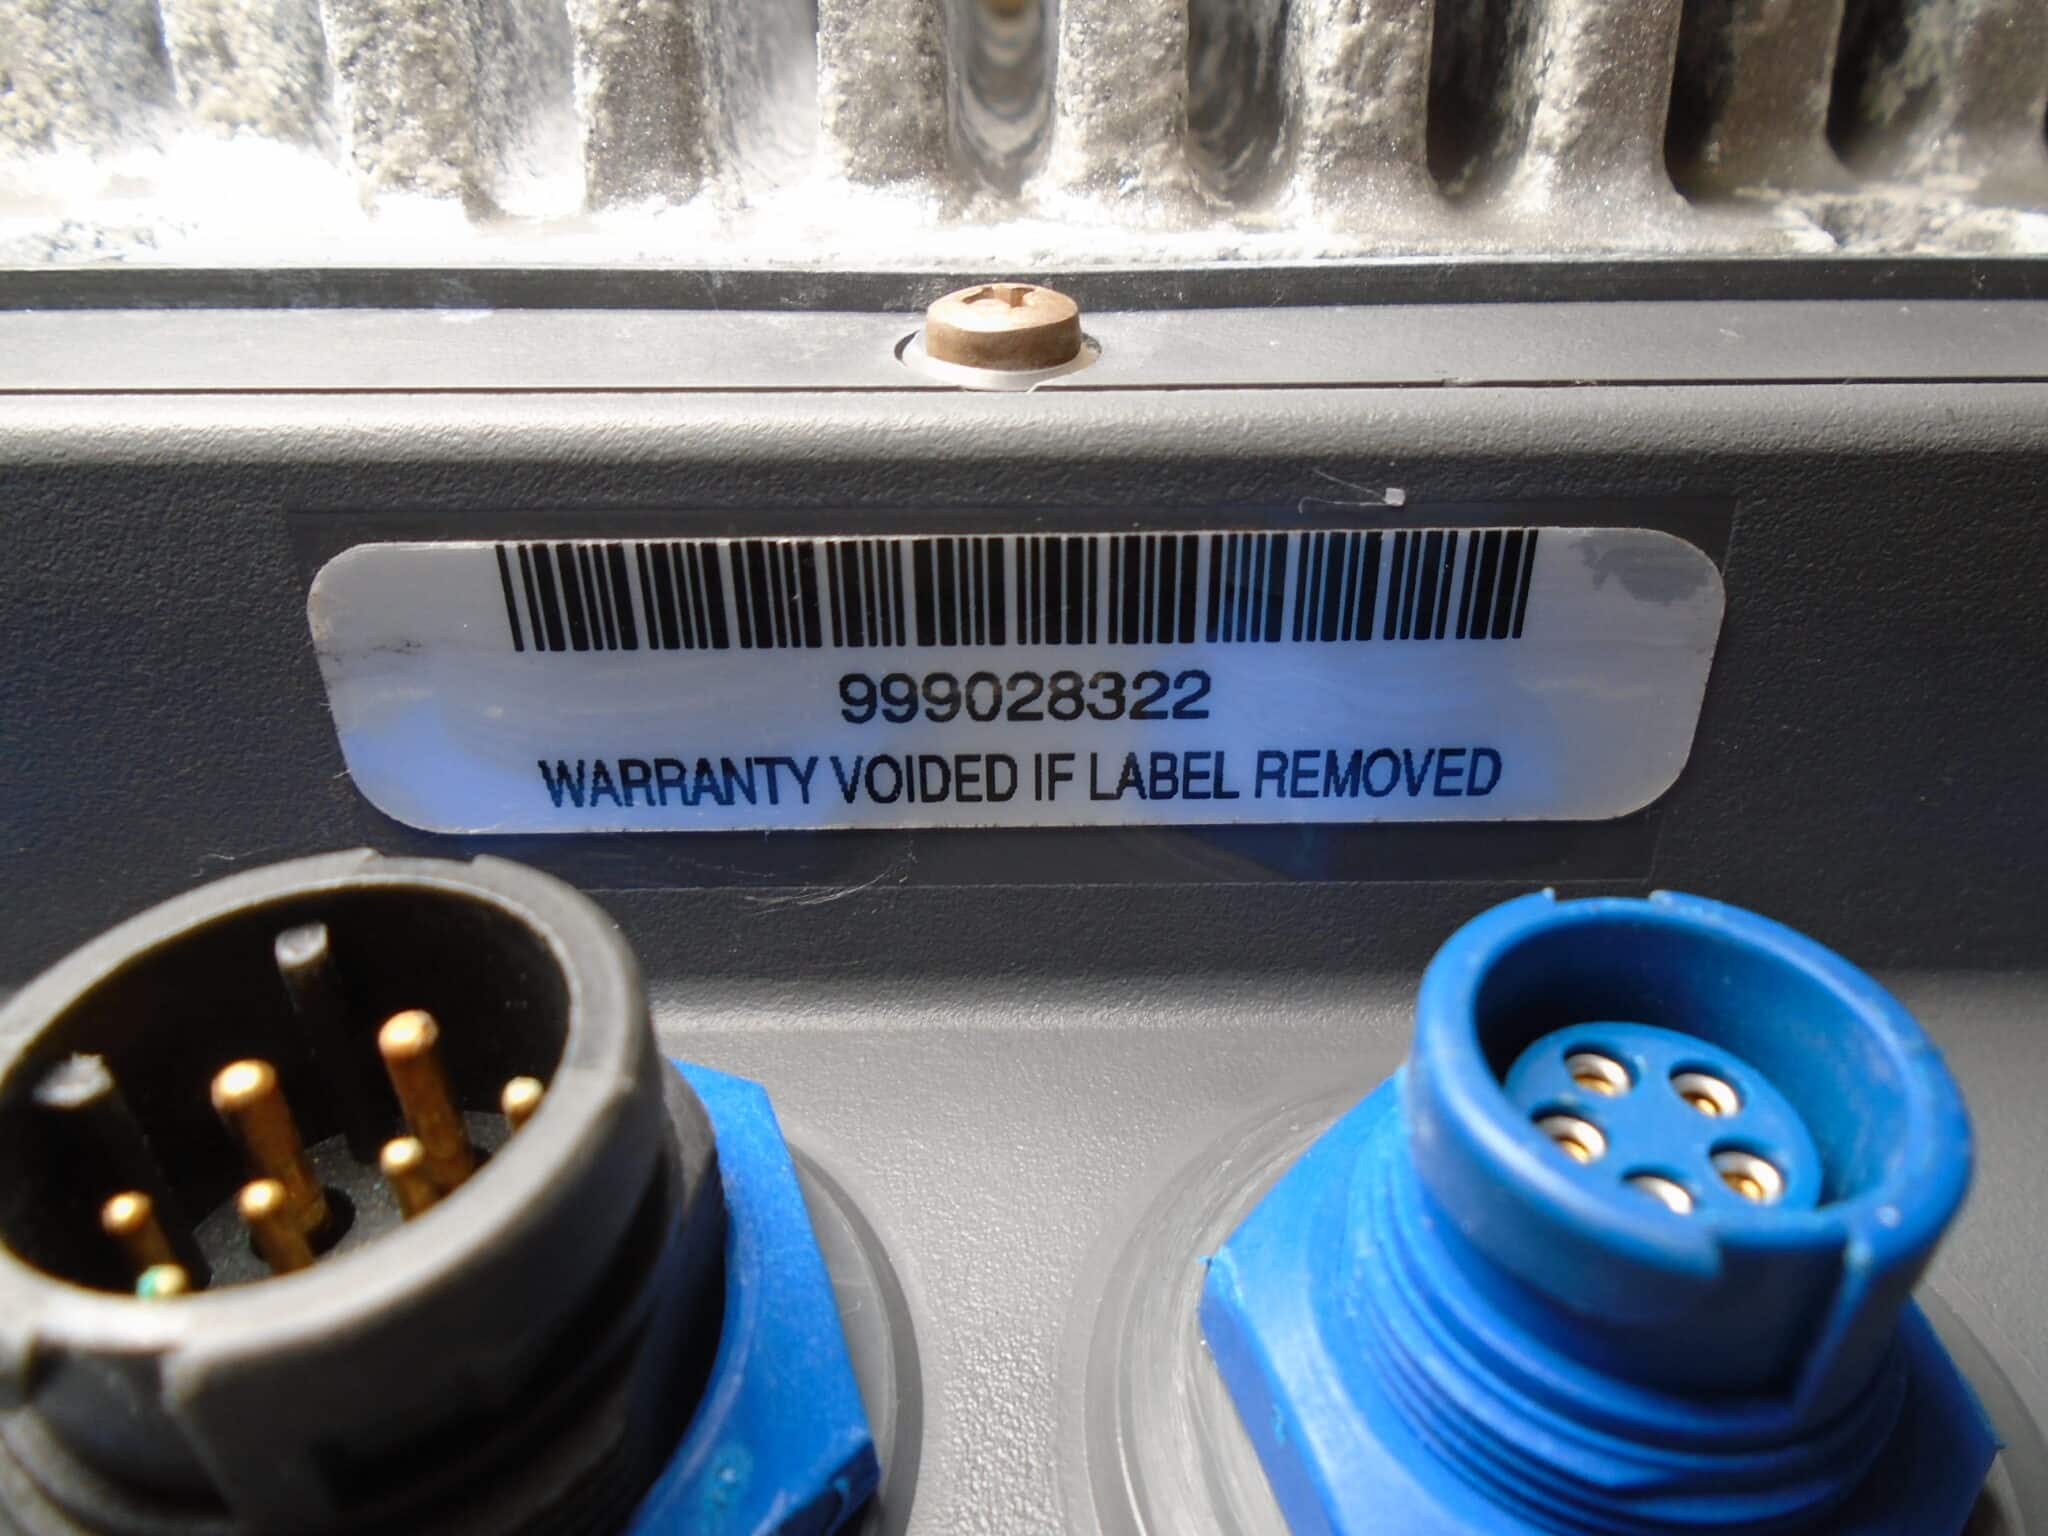 999028322
WARRANTY VOIDED IF LABEL REMOVED